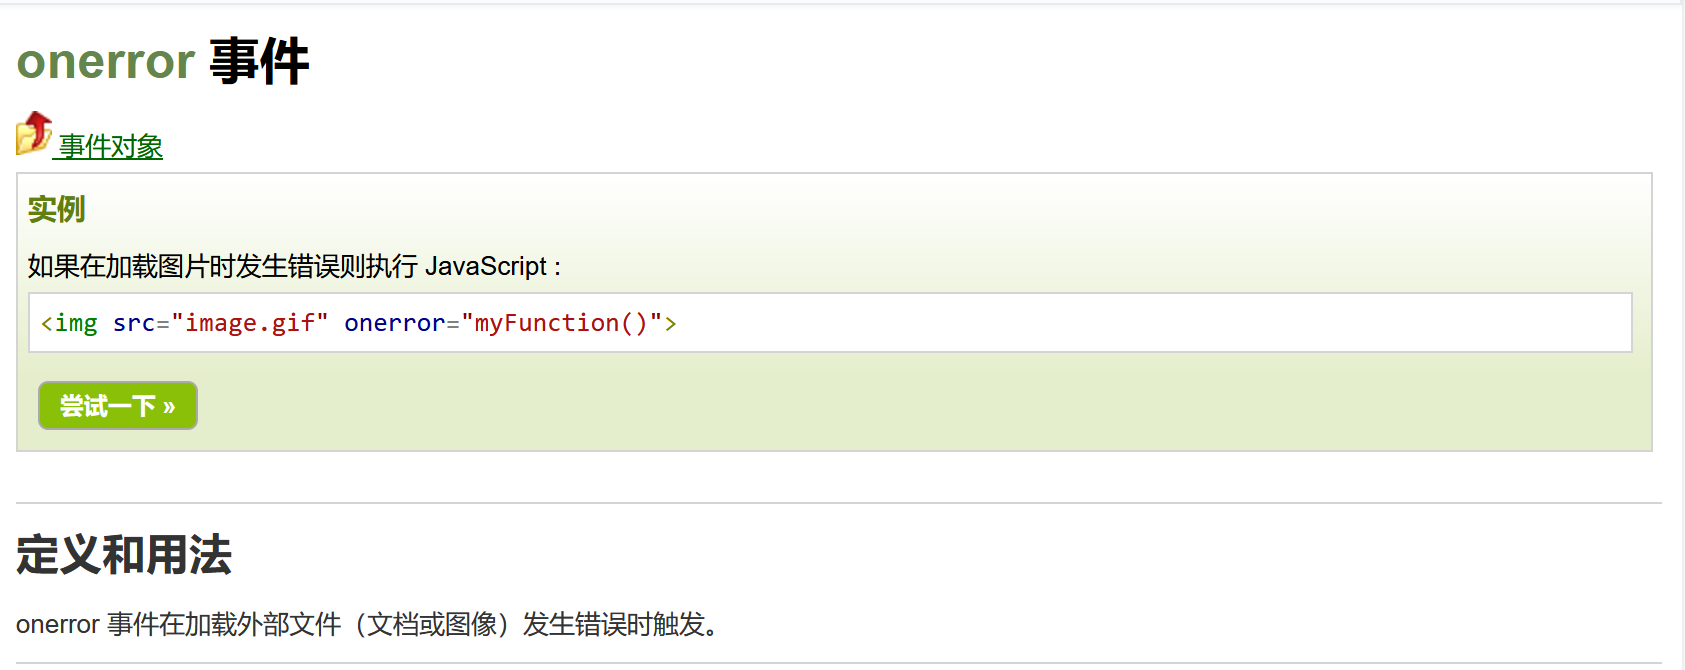 onerror 事件
事件对象
实例
如果在加载图片时发生错误则执行 JavaScript :
<img src="image.gif" onerror="myFunction()">
尝试一下 »
定义和用法
onerror 事件在加载外部文件（文档或图像）发生错误时触发。